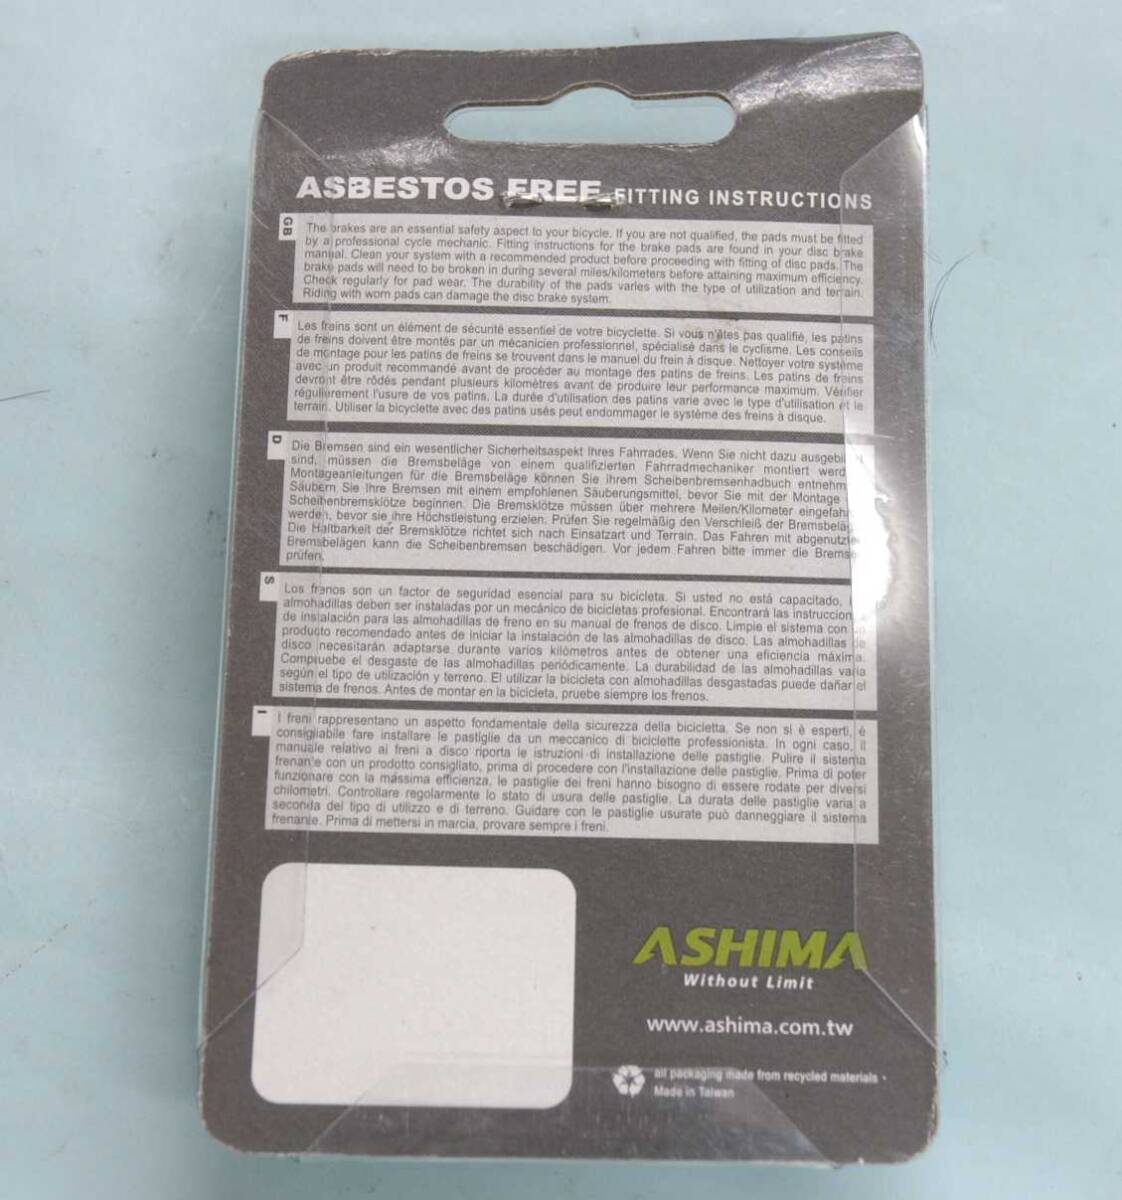 ASBESTOS FREE FITTING INSTRUCTIONS
GB
The brakes are an essential safety aspect to your bicycle. If you are not qualified, the pads must be fitted
by a professional cycle mechanic. Fitting instructions for the brake pads are found in your disc brake
manual. Clean your system with a recommended product before proceeding with fitting of disc pads. The
brake pads will need to be broken in during several miles/kilometers before attaining maximum efficiency.
Check regularly for pad wear. The durability of the pads varies with the type of utilization and terrain.
Riding with worn pads can damage the disc brake system.
F
Les freins sont un élément de sécurité essentiel de votre bicyclette. Si vous n'êtes pas qualifié, les patins
de freins doivent être montés par un mécanicien professionnel, spécialisé dans le cyclisme. Les conseils
de montage pour les patins de freins se trouvent dans le manuel du frein à disque. Nettoyer votre système
avec un produit recommandé avant de procéder au montage des patins de freins. Les patins de freins
devront être rôdés pendant plusieurs kilomètres avant de produire leur performance maximum. Vérifier
régulièrement l'usure de vos patins. La durée d'utilisation des patins varie avec le type d'utilisation et le
terrain. Utiliser la bicyclette avec des patins usés peut endommager le système des freins à disque.
D
Die Bremsen sind ein wesentlicher Sicherheitsaspekt Ihres Fahrrades. Wenn Sie nicht dazu
sind, müssen die Bremsbeläge von einem qualifizierten Fahrradmechaniker montiert
Montageanleitungen für die Bremsbeläge können Sie Ihrem Scheibenbremsenhadbuch
Säubern Sie Ihre Bremsen mit einem empfohlenen Säuberungsmittel, bevor Sie mit der Montage
Scheibenbremsklötze beginnen. Die Bremsklötze müssen über mehrere Meilen/Kilometer
werden, bevor sie ihre Höchstleistung erzielen. Prüfen Sie regelmäßig den Verschleiß der
Die Haltbarkeit der Bremsklötze richtet sich nach Einsatzart und Terrain. Das Fahren mit
Bremsbelägen kann die Scheibenbremsen beschädigen. Vor jedem Fahren bitte immer die Bremse
prüfen.
S
Los frenos son un factor de seguridad esencial para su bicicleta. Si usted no está capacitado,
almohadillas deben ser instaladas por un mecánico de bicicletas profesional. Encontrará las
de instalación para las almohadillas de freno en su manual de frenos de disco. Limpie el sistema con
producto recomendado antes de iniciar la instalación de las almohadillas de disco. Las almohadillas de
disco necesitarán adaptarse durante varios kilómetros antes de obtener una eficiencia máxima.
Compruebe el desgaste de las almohadillas periódicamente. La durabilidad de las almohadillas varía
según el tipo de utilización y terreno. El utilizar la bicicleta con almohadillas desgastadas puede dañar el
sistema de frenos. Antes de montar en la bicicleta, pruebe siempre los frenos.
I
I freni rappresentano un aspetto fondamentale della sicurezza della bicicletta. Se non si è esperti, è
consigliabile fare installare le pastiglie da un meccanico di biciclette professionista. In ogni caso, il
manuale relativo ai freni a disco riporta le istruzioni di installazione delle pastiglie. Pulire il sistema
frenante con un prodotto consigliato, prima di procedere con l'installazione delle pastiglie. Prima di poter
funzionare con la massima efficienza, le pastiglie dei freni hanno bisogno di essere rodate per diversi
chilometri. Controllare regolarmente lo stato di usura delle pastiglie. La durata delle pastiglie varia a
seconda del tipo di utilizzo e di terreno. Guidare con le pastiglie usurate può danneggiare il sistema
frenante. Prima di mettersi in marcia, provare sempre i freni.
ASHIMA
Without Limit
www.ashima.com.tw
all packaging made from recycled materials
Made in Taiwan